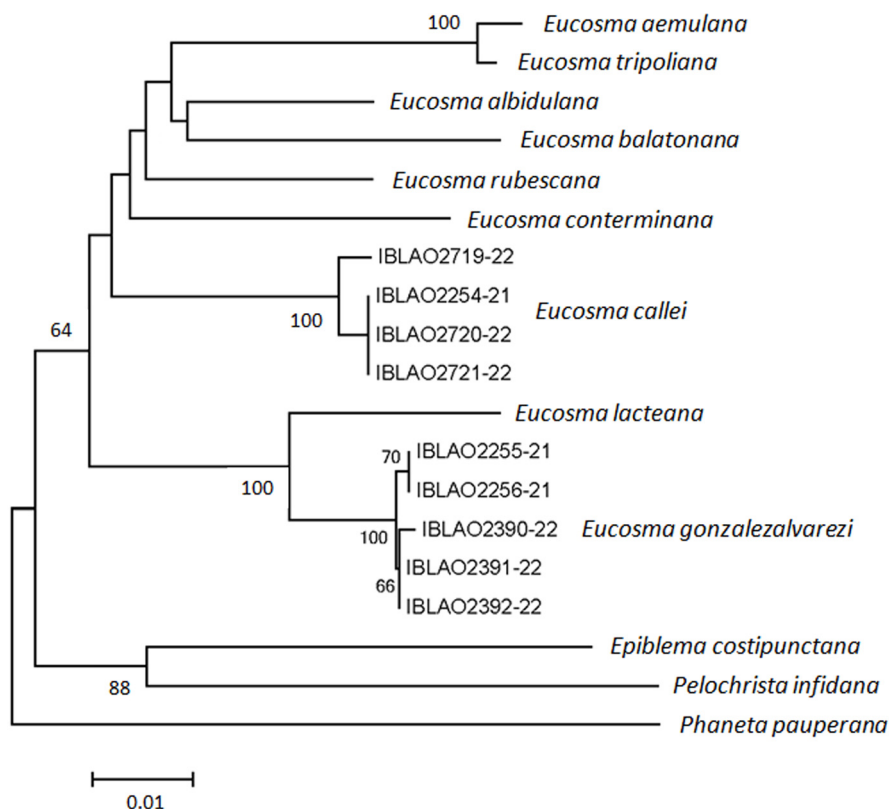 100
Eucosma aemulana
Eucosma tripoliana
Eucosma albidulana
Eucosma balatonana
Eucosma rubescana
Eucosma conterminana
IBLAO2719-22
IBLAO2254-21
100
Eucosma callei
IBLAO2720-22
64
IBLAO2721-22
Eucosma lacteana
70
IBLAO2255-21
100
IBLAO2256-21
100
IBLAO2390-22
Eucosma gonzalezalvarezi
IBLAO2391-22
66
IBLAO2392-22
Epiblema costipunctana
88
Pelochrista infidana
Phaneta pauperana
0.01